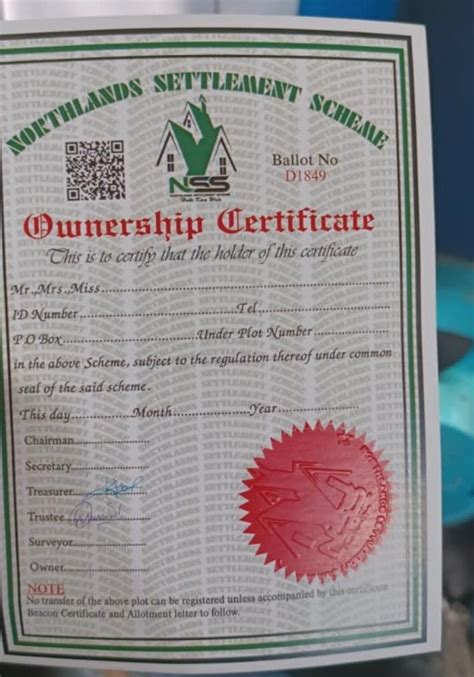 NORTHLANDS SETTLEMENT SCHEME
Ballot No
D1849
NSS
Ownership Certificate
This is to certify that the holder of this certificate
Mr.,Mrs.,Miss
ID Number Tel
P.O Box Under Plot Number
in the above Scheme, subject to the regulation thereof under common
seal of the said scheme.
This day Month Year
Chairman
Secretary
Treasurer
Trustee
Surveyor
Owner
NOTE
No transfer of the above plot can be registered unless accompanied by this certificate
Beacon Certificate and Allotment letter to follow.